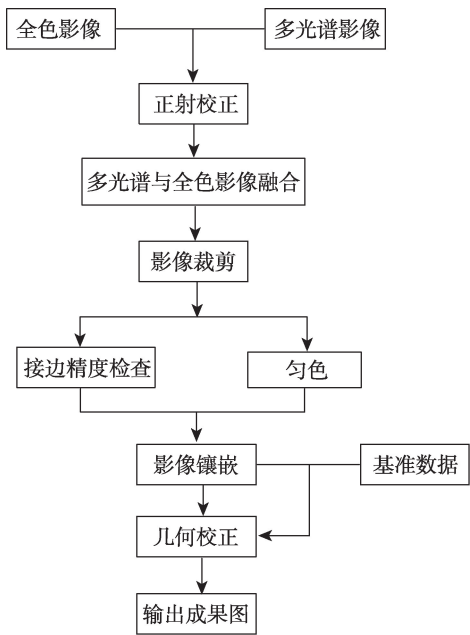 全色影像
多光谱影像
正射校正
多光谱与全色影像融合
影像裁剪
接边精度检查
匀色
影像镶嵌
基准数据
几何校正
输出成果图